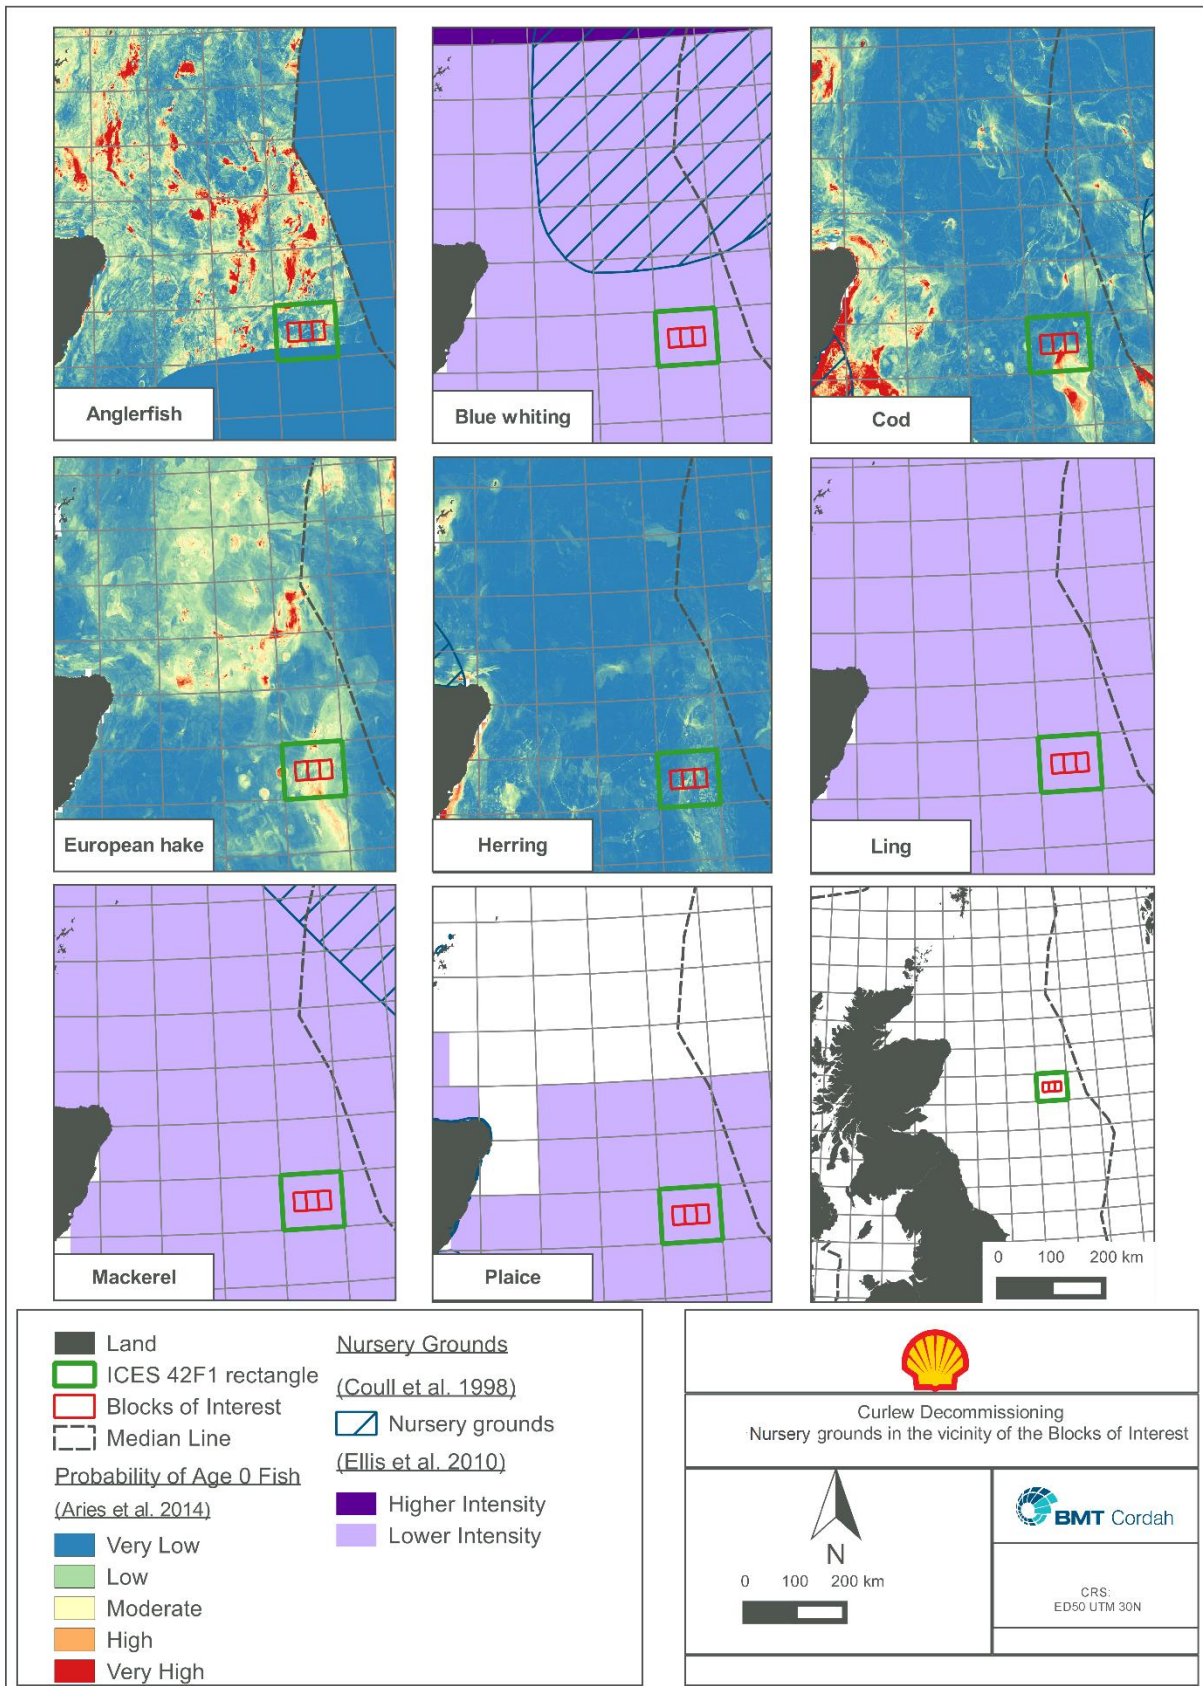 Anglerfish
Blue whiting
Cod
European hake
Herring
Ling
Mackerel
Plaice
0 100 200 km
Land
ICES 42F1 rectangle
Blocks of Interest
Median Line
Probability of Age 0 Fish
(Aries et al. 2014)
Very Low
Low
Moderate
High
Very High
Nursery Grounds
(Coull et al. 1998)
Nursery grounds
(Ellis et al. 2010)
Higher Intensity
Lower Intensity
Curlew Decommissioning
Nursery grounds in the vicinity of the Blocks of Interest
N
0 100 200 km
BMT Cordah
CRS:
ED50 UTM 30N